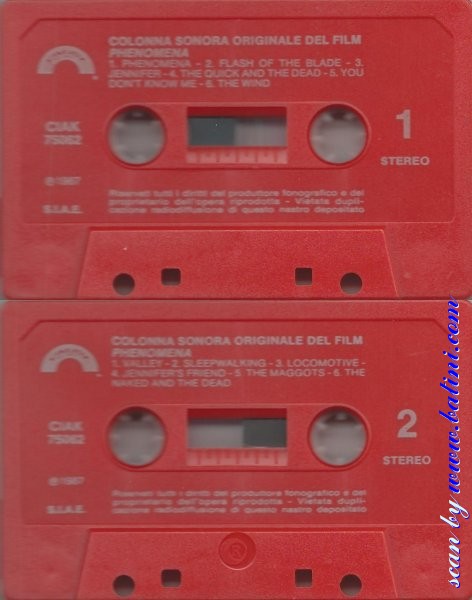 COLONNA SONORA ORIGINALE DEL FILM
PHENOMENA
1. PHENOMENA - 2. FLASH OF THE BLADE - 3.
JENNIFER - 4. THE QUICK AND THE DEAD - 5. YOU
DON'T KNOW ME - 6. THE WIND
CIAK
75062
1
STEREO
℗ 1987
S.I.A.E.
Riservati tutti i diritti del produttore fonografico e del
proprietario dell'opera riprodotta - Vietata dupli-
cazione radiodiffusione di questo nastro depositato
COLONNA SONORA ORIGINALE DEL FILM
PHENOMENA
1. VALLEY - 2. SLEEPWALKING - 3. LOCOMOTIVE -
4. JENNIFER'S FRIEND - 5. THE MAGGOTS - 6. THE
NAKED AND THE DEAD
CIAK
75062
2
STEREO
℗ 1987
S.I.A.E.
Riservati tutti i diritti del produttore fonografico e del
proprietario dell'opera riprodotta - Vietata dupli-
cazione radiodiffusione di questo nastro depositato
®
scan by www.batini.com